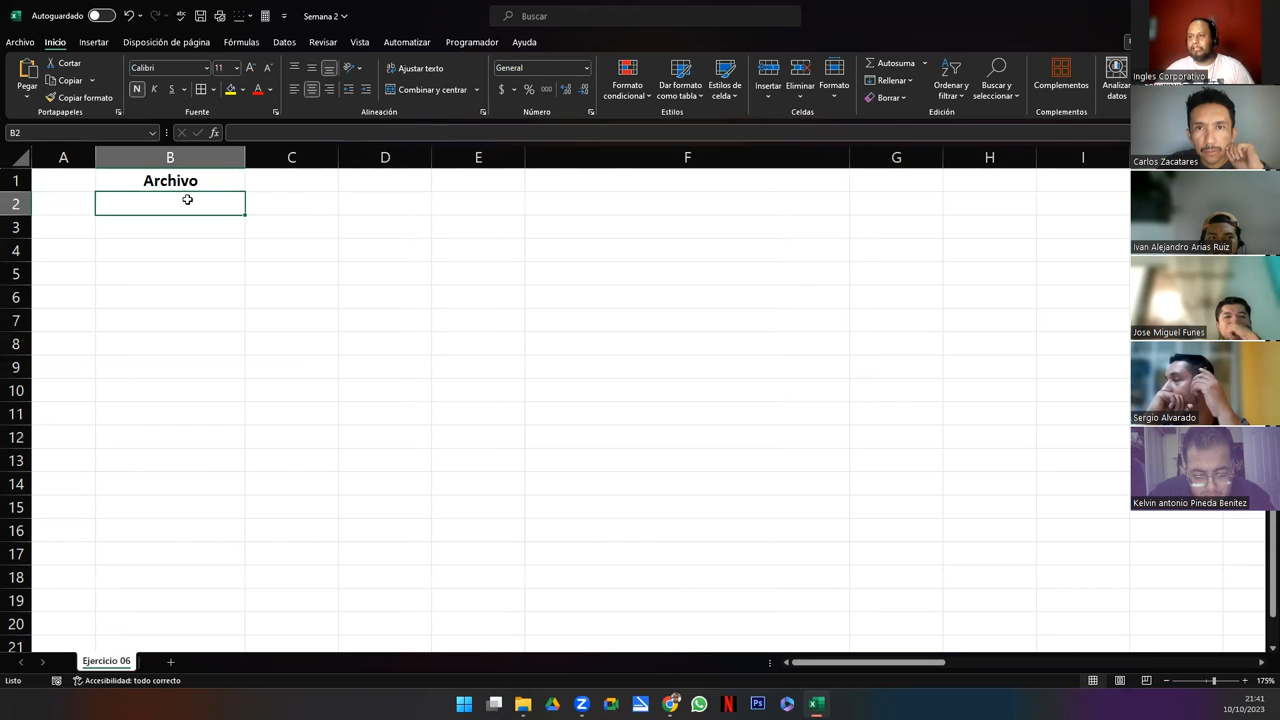 Autoguardado
Semana 2
Buscar
Archivo Inicio Insertar Disposición de página Fórmulas Datos Revisar Vista Automatizar Programador Ayuda
Pegar
Cortar
Copiar
Copiar formato
Portapapeles
Calibri 11
N K S
Fuente
Ajustar texto
Combinar y centrar
Alineación
General
$ % 000
Número
Formato condicional
Dar formato como tabla
Estilos de celda
Estilos
Insertar
Eliminar
Formato
Celdas
Autosuma
Rellenar
Borrar
Ordenar y filtrar
Buscar y seleccionar
Edición
Complementos
Complementos
Analizar datos
B2
fx
A B C D E F G H I
1 Archivo
2
3
4
5
6
7
8
9
10
11
12
13
14
15
16
17
18
19
20
21
Ingles Corporativo
Carlos Zacatares
Ivan Alejandro Arias Ruiz
Jose Miguel Funes
Sergio Alvarado
Kelvin antonio Pineda Benitez
Ejercicio 06
Listo
Accesibilidad: todo correcto
175%
21:41
10/10/2023